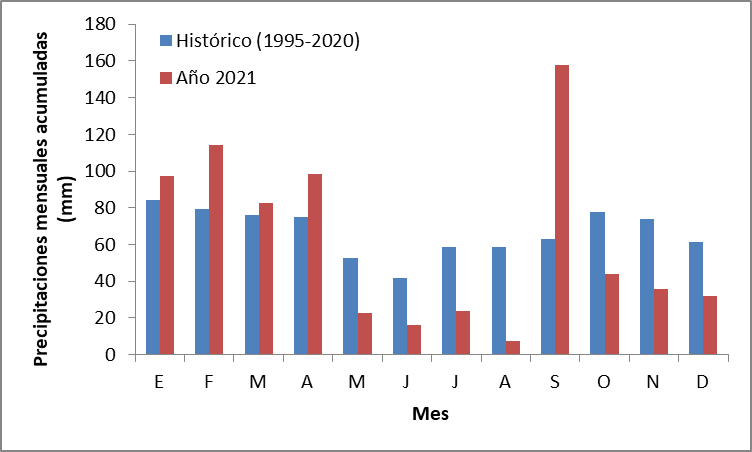 Precipitaciones mensuales acumuladas
(mm)
180
160
140
120
100
80
60
40
20
0
Histórico (1995-2020)
Año 2021
E F M A M J J A S O N D
Mes